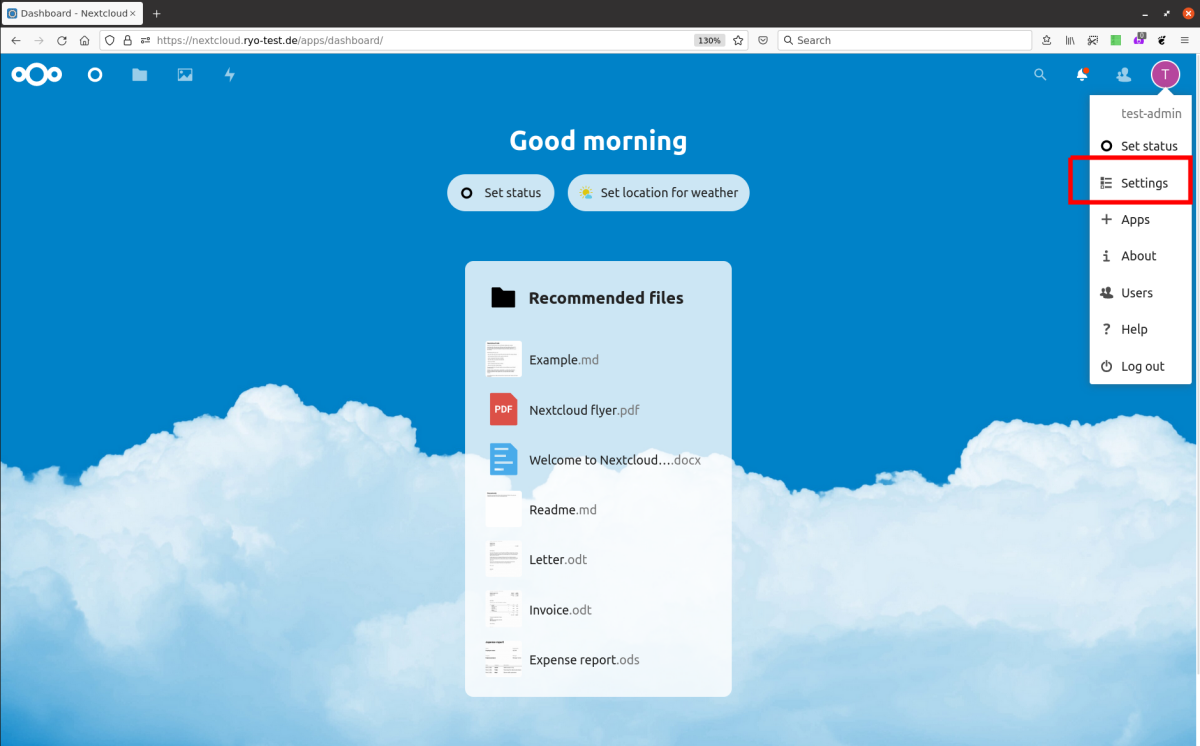 Dashboard - Nextcloud
https://nextcloud.ryo-test.de/apps/dashboard/
130%
Search
T
test-admin
Good morning
Set status
Set status
Set location for weather
Settings
Apps
About
Users
Help
Log out
Recommended files
Example.md
PDF
Nextcloud flyer.pdf
Welcome to Nextcloud....docx
Readme.md
Letter.odt
Invoice.odt
Expense report.ods